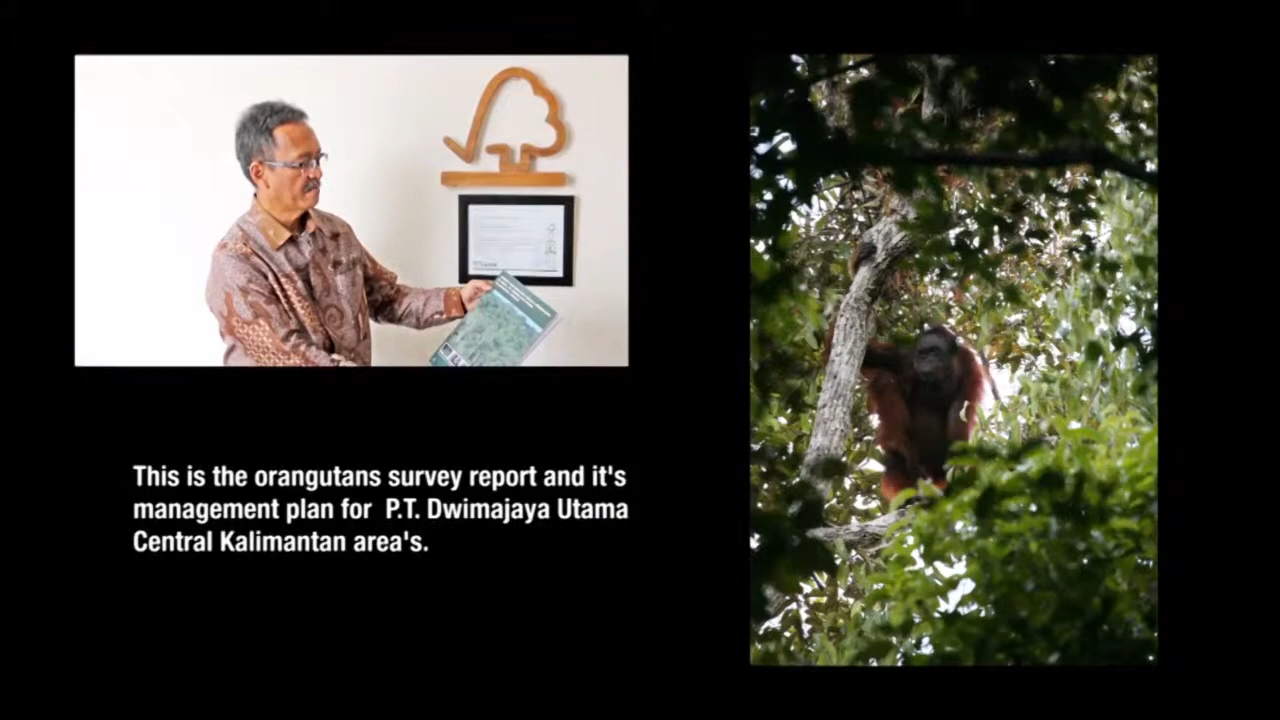 This is the orangutans survey report and it's
management plan for P.T. Dwimajaya Utama
Central Kalimantan area's.